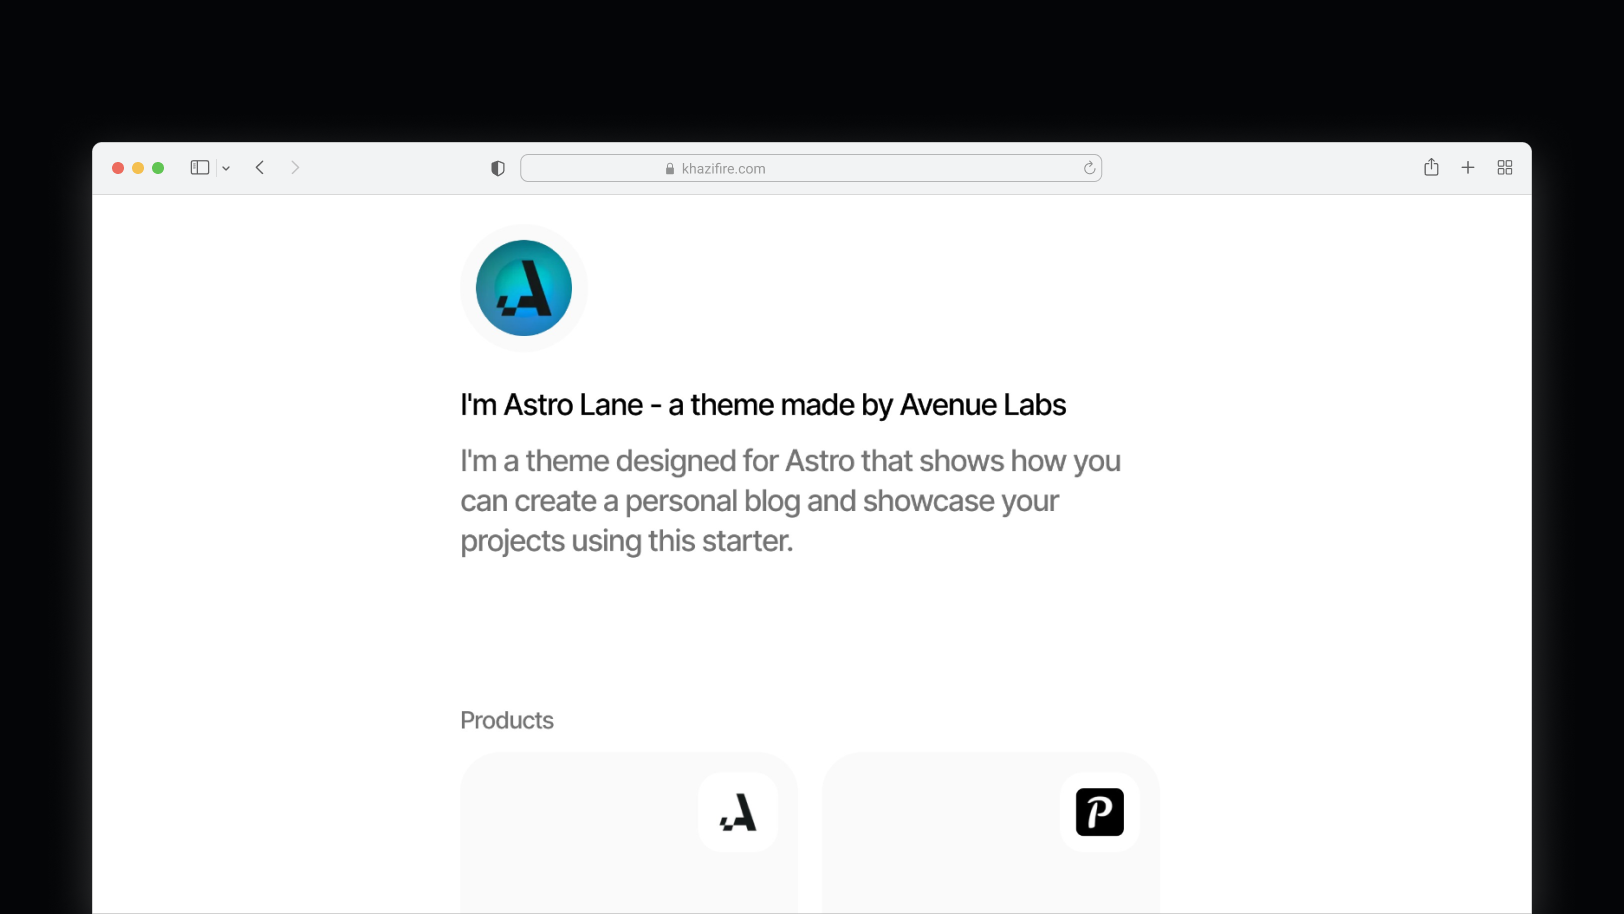 khazifire.com
I'm Astro Lane - a theme made by Avenue Labs
I'm a theme designed for Astro that shows how you
can create a personal blog and showcase your
projects using this starter.
Products